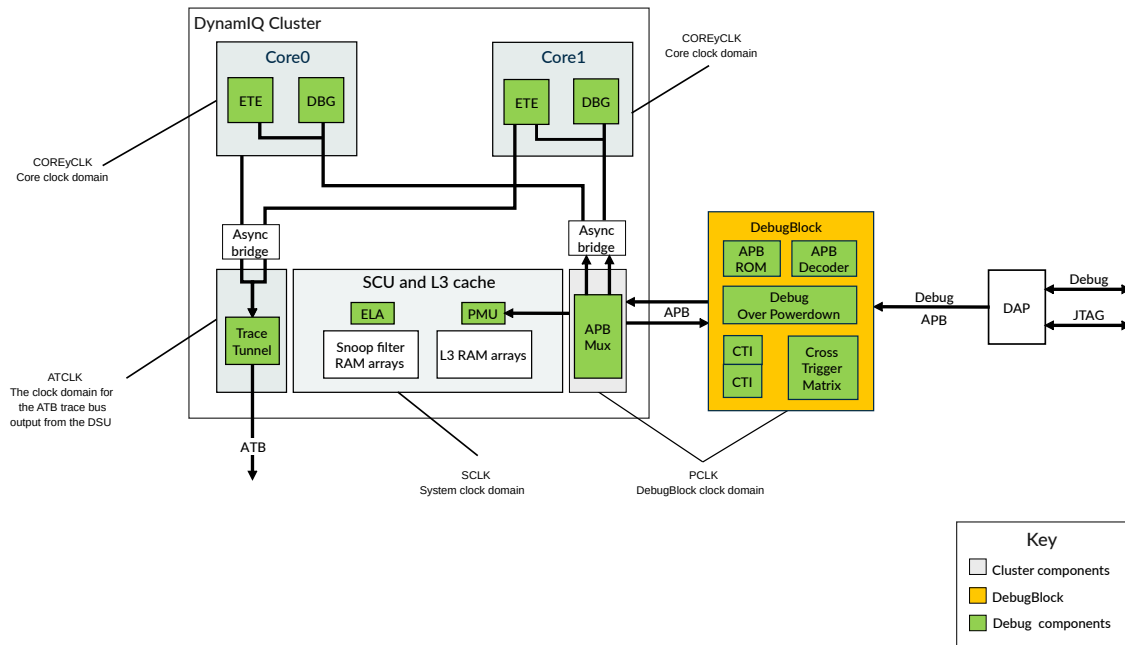 DynamIQ Cluster
COREyCLK
Core clock domain
Core0
ETE
DBG
Core1
ETE
DBG
COREyCLK
Core clock domain
Async
bridge
Async
bridge
SCU and L3 cache
ELA
PMU
Snoop filter
RAM arrays
L3 RAM arrays
Trace
Tunnel
APB
Mux
APB
DebugBlock
APB
ROM
APB
Decoder
Debug
Over Powerdown
CTI
CTI
Cross
Trigger
Matrix
Debug
APB
DAP
Debug
JTAG
ATCLK
The clock domain for
the ATB trace bus
output from the DSU
ATB
SCLK
System clock domain
PCLK
DebugBlock clock domain
Key
Cluster components
DebugBlock
Debug components